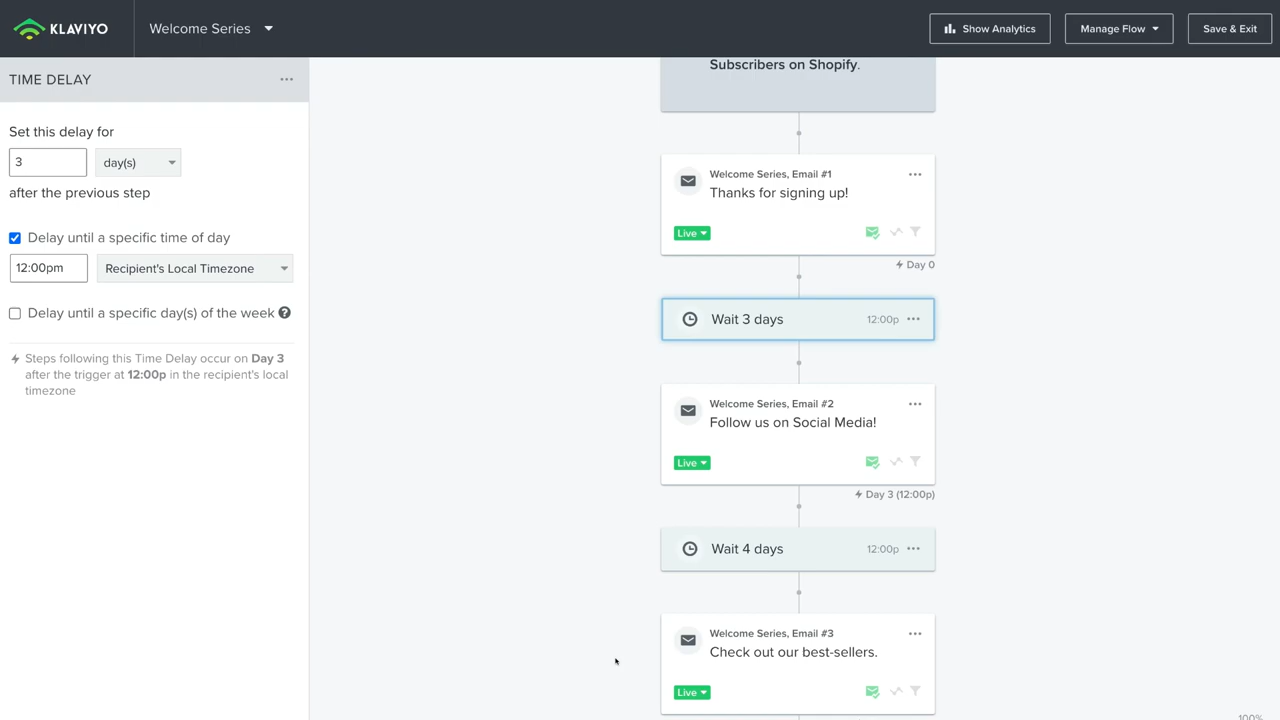 KLAVIYO
Welcome Series
Show Analytics
Manage Flow
Save & Exit
TIME DELAY
Set this delay for
3
day(s)
after the previous step
Delay until a specific time of day
12:00pm
Recipient's Local Timezone
Delay until a specific day(s) of the week ?
Steps following this Time Delay occur on Day 3
after the trigger at 12:00p in the recipient's local
timezone
Subscribers on Shopify.
Welcome Series, Email #1
Thanks for signing up!
Live
Day 0
Wait 3 days
12:00p
Welcome Series, Email #2
Follow us on Social Media!
Live
Day 3 (12:00p)
Wait 4 days
12:00p
Welcome Series, Email #3
Check out our best-sellers.
Live
100%